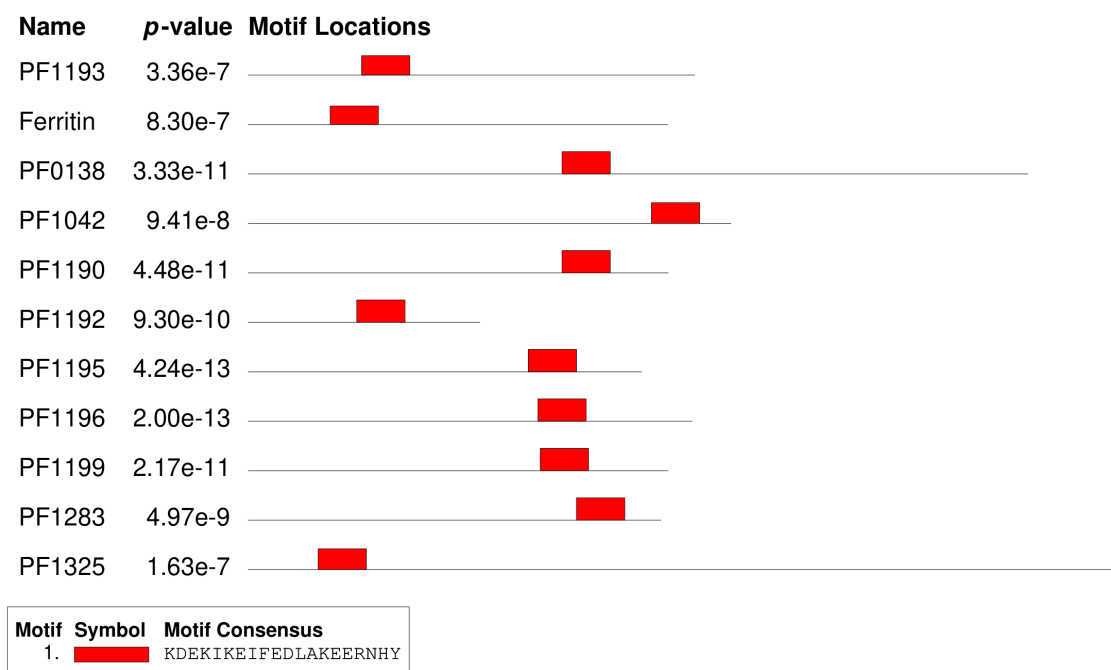 Name p-value Motif Locations
PF1193 3.36e-7
Ferritin 8.30e-7
PF0138 3.33e-11
PF1042 9.41e-8
PF1190 4.48e-11
PF1192 9.30e-10
PF1195 4.24e-13
PF1196 2.00e-13
PF1199 2.17e-11
PF1283 4.97e-9
PF1325 1.63e-7
Motif Symbol Motif Consensus
1. KDEKIKEIFEDLAKEERNHY